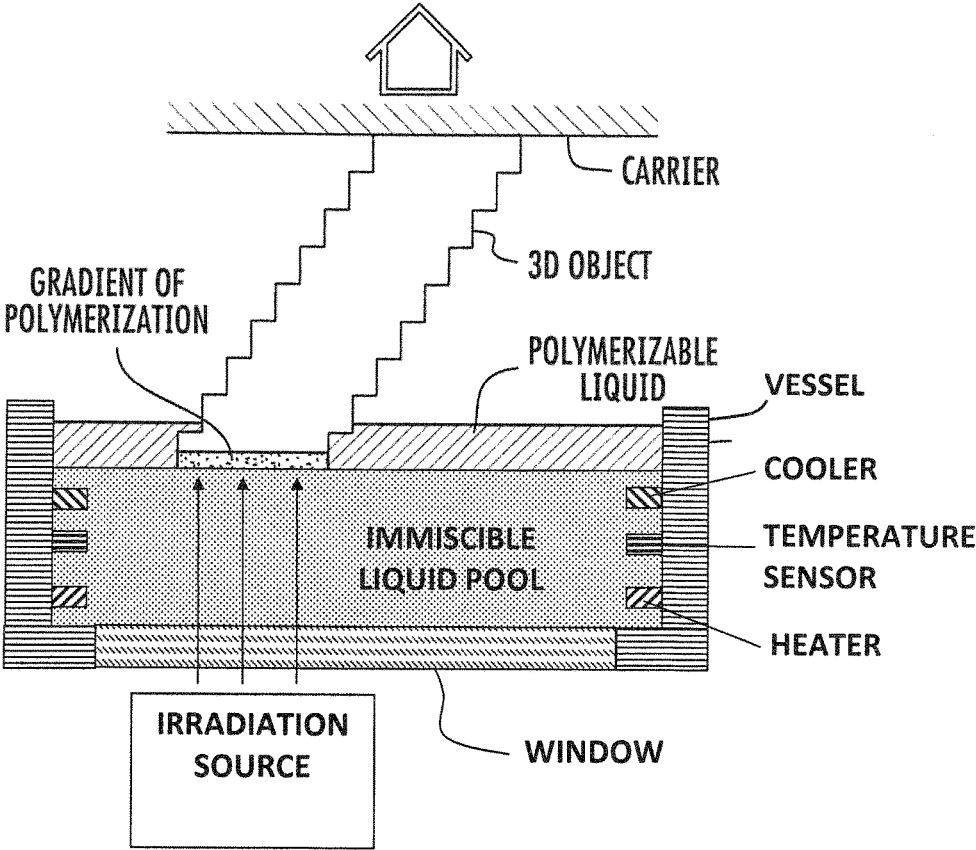 CARRIER
3D OBJECT
GRADIENT OF
POLYMERIZATION
POLYMERIZABLE
LIQUID
VESSEL
COOLER
IMMISCIBLE
LIQUID POOL
TEMPERATURE
SENSOR
HEATER
IRRADIATION
SOURCE
WINDOW